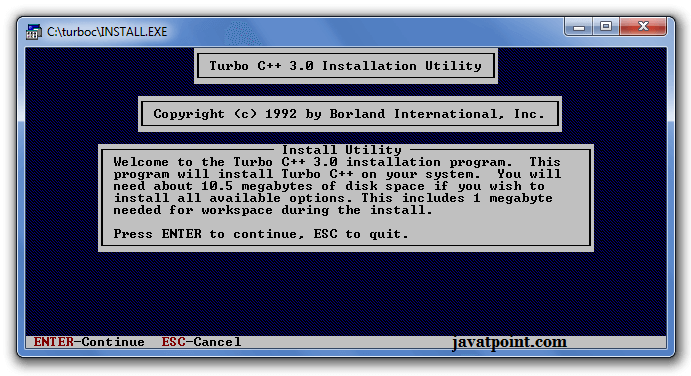 C:\turboc\INSTALL.EXE
Turbo C++ 3.0 Installation Utility
Copyright (c) 1992 by Borland International, Inc.
Install Utility
Welcome to the Turbo C++ 3.0 installation program.  This
program will install Turbo C++ on your system.  You will
need about 10.5 megabytes of disk space if you wish to
install all available options. This includes 1 megabyte
needed for workspace during the install.
Press ENTER to continue, ESC to quit.
ENTER-Continue  ESC-Cancel
javatpoint.com